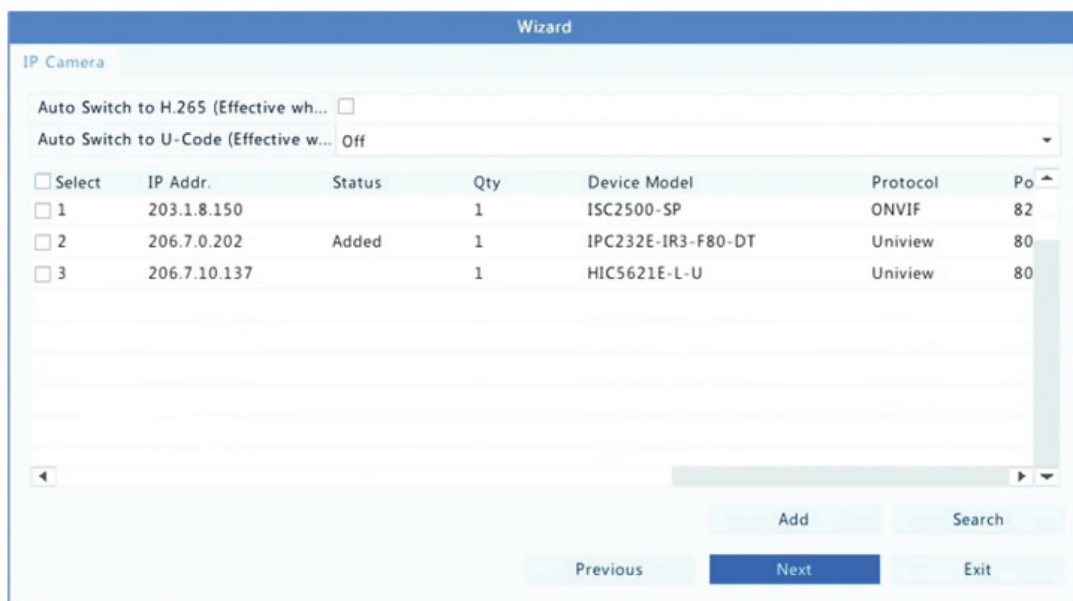 Wizard
IP Camera
Auto Switch to H.265 (Effective wh...
Auto Switch to U-Code (Effective w... Off
Select IP Addr. Status Qty Device Model Protocol Po
1 203.1.8.150 1 ISC2500-SP ONVIF 82
2 206.7.0.202 Added 1 IPC232E-IR3-F80-DT Uniview 80
3 206.7.10.137 1 HIC5621E-L-U Uniview 80
Add Search
Previous Next Exit